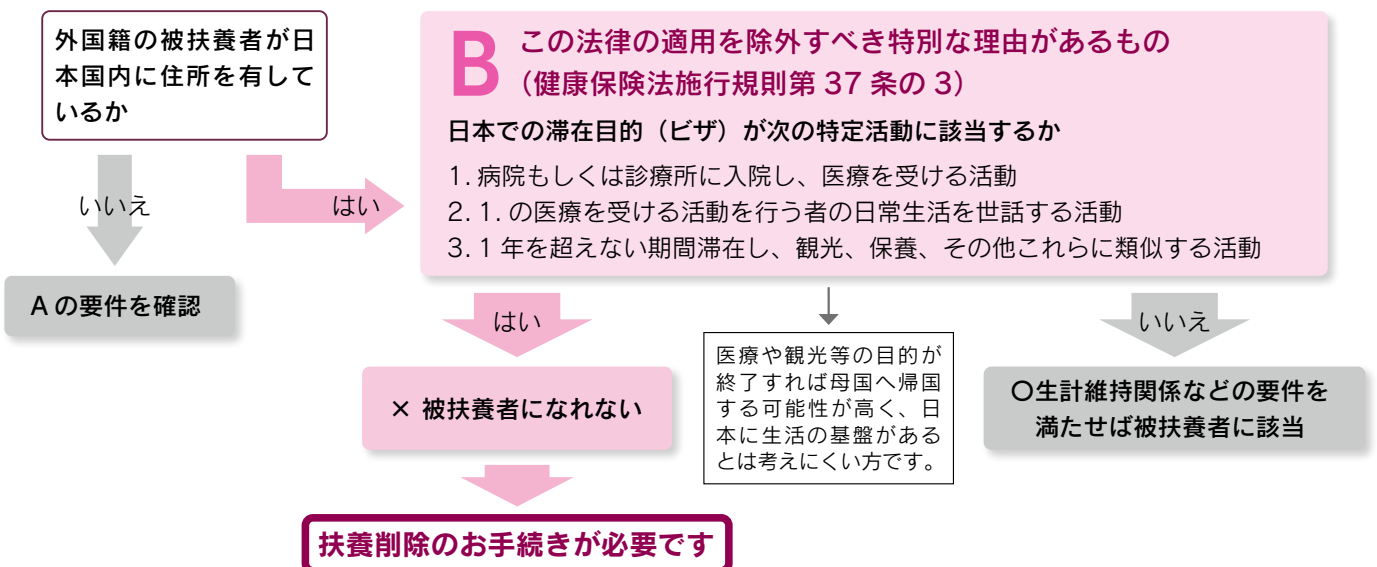 外国籍の被扶養者が日
本国内に住所を有して
いるか
いいえ
はい
Aの要件を確認
B
この法律の適用を除外すべき特別な理由があるもの
（健康保険法施行規則第 37 条の 3）
日本での滞在目的（ビザ）が次の特定活動に該当するか
1. 病院もしくは診療所に入院し、医療を受ける活動
2. 1. の医療を受ける活動を行う者の日常生活を世話する活動
3. 1 年を超えない期間滞在し、観光、保養、その他これらに類似する活動
はい
× 被扶養者になれない
扶養削除のお手続きが必要です
医療や観光等の目的が
終了すれば母国へ帰国
する可能性が高く、日
本に生活の基盤がある
とは考えにくい方です。
いいえ
〇生計維持関係などの要件を
満たせば被扶養者に該当